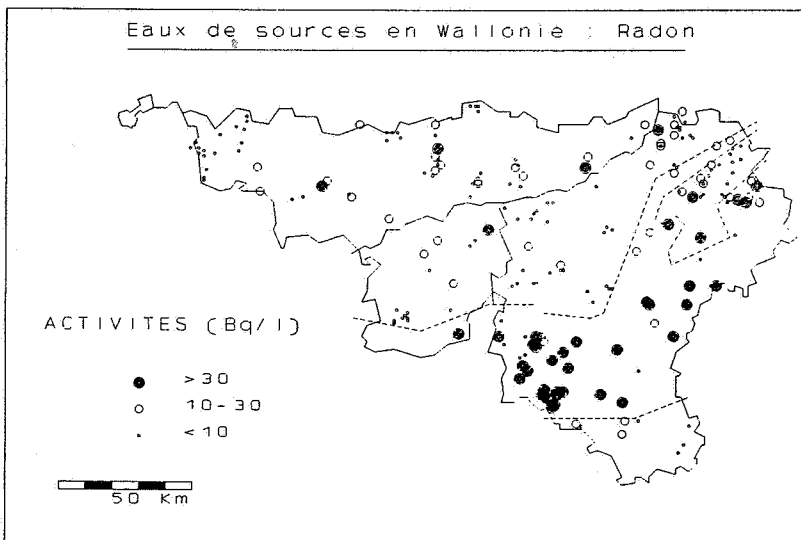 Eaux de sources en Wallonie : Radon
ACTIVITES (Bq/l)
>30
10-30
<10
50 Km